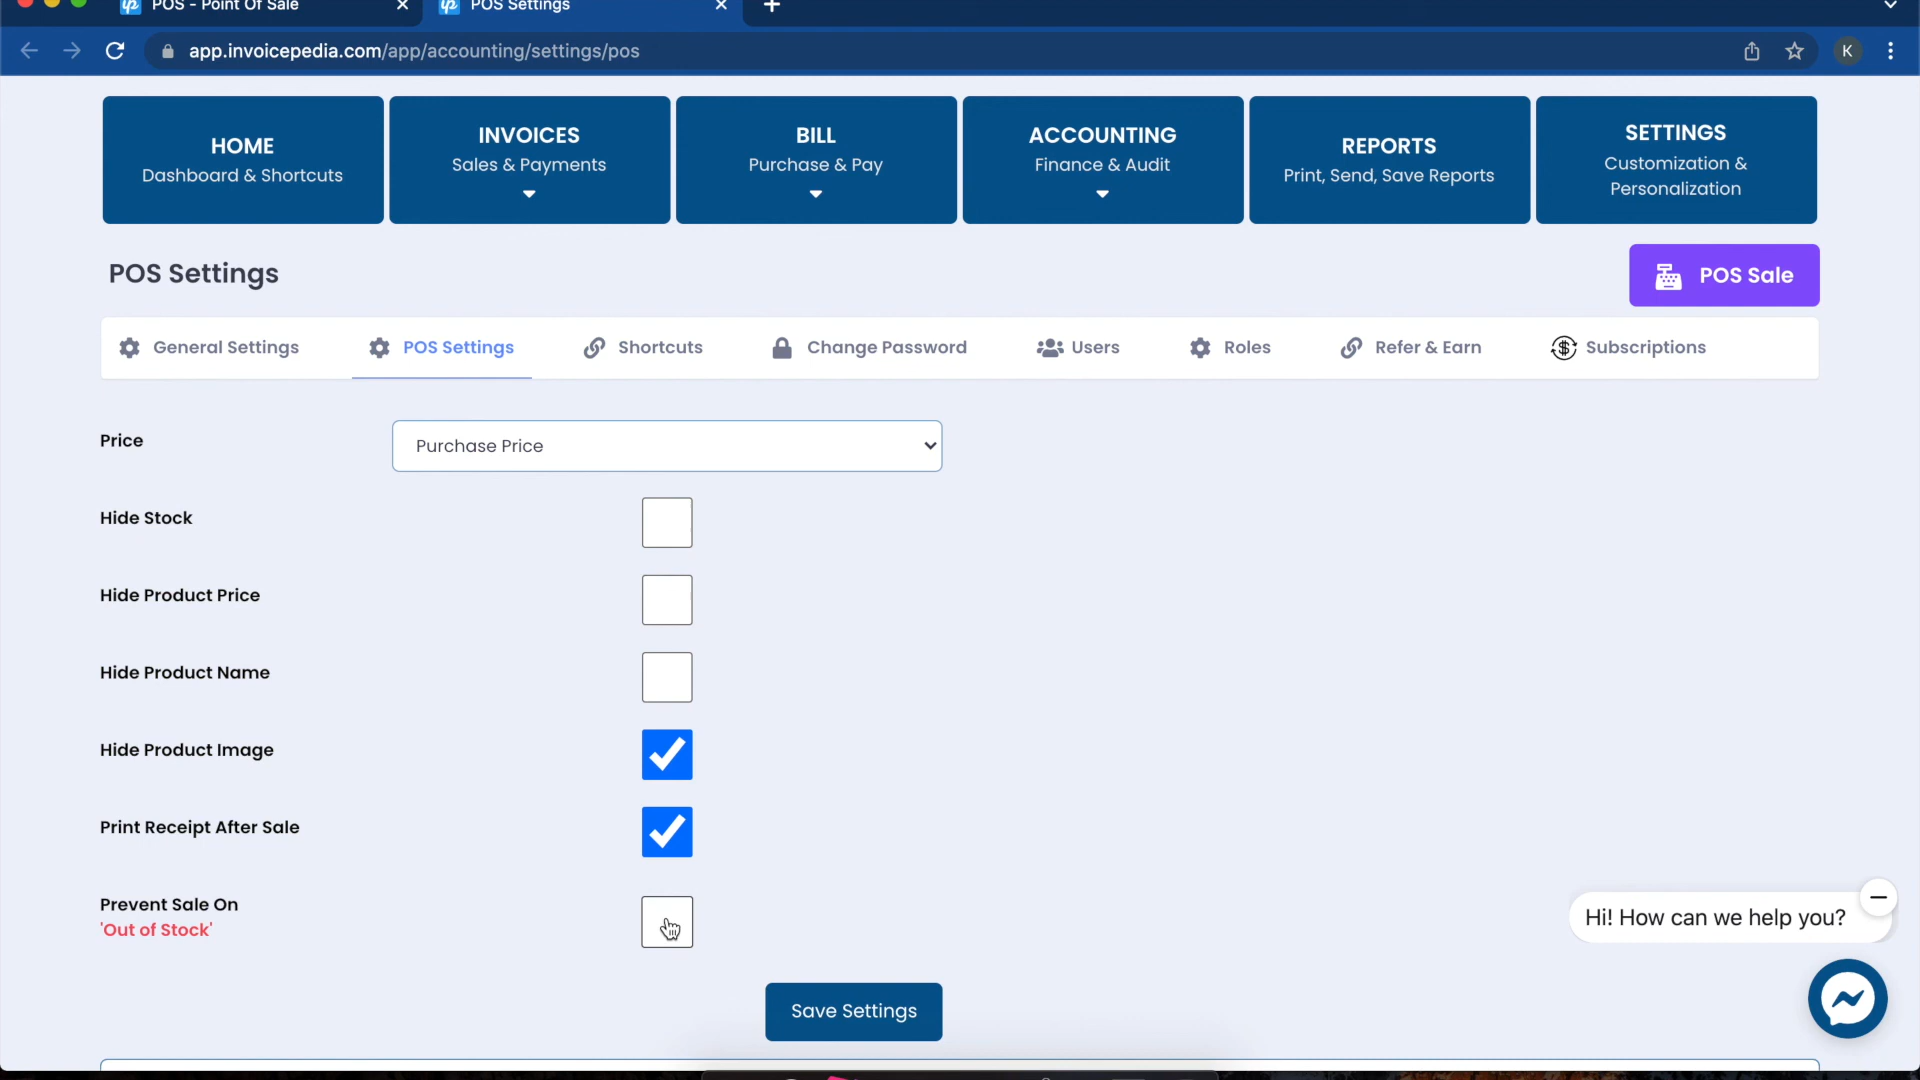 POS - Point Of Sale
POS Settings
app.invoicepedia.com/app/accounting/settings/pos
K
HOME
Dashboard & Shortcuts
INVOICES
Sales & Payments
BILL
Purchase & Pay
ACCOUNTING
Finance & Audit
REPORTS
Print, Send, Save Reports
SETTINGS
Customization &
Personalization
POS Settings
POS Sale
General Settings
POS Settings
Shortcuts
Change Password
Users
Roles
Refer & Earn
Subscriptions
Price
Purchase Price
Hide Stock
Hide Product Price
Hide Product Name
Hide Product Image
Print Receipt After Sale
Prevent Sale On
'Out of Stock'
Hi! How can we help you?
Save Settings